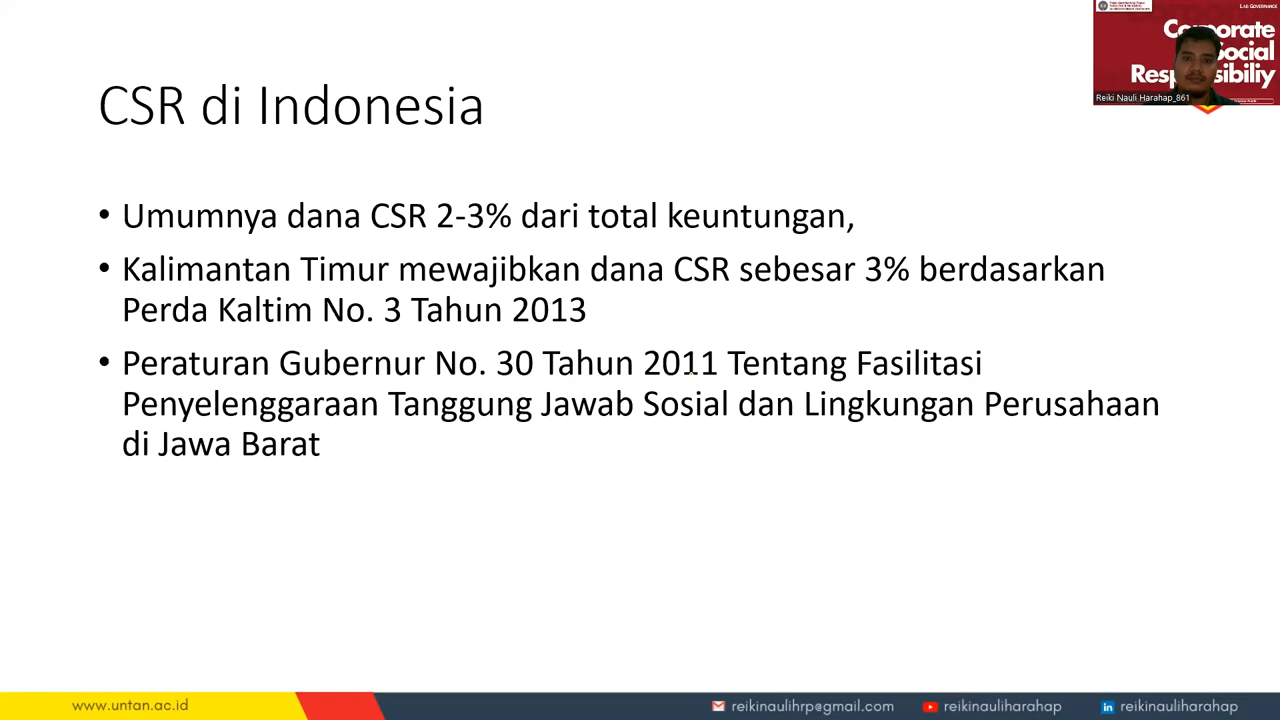 LAB GOVERNANCE
Corporate
Social
Responsibiliy
Reiki Nauli Harahap_861
CSR di Indonesia
• Umumnya dana CSR 2-3% dari total keuntungan,
• Kalimantan Timur mewajibkan dana CSR sebesar 3% berdasarkan
Perda Kaltim No. 3 Tahun 2013
• Peraturan Gubernur No. 30 Tahun 2011 Tentang Fasilitasi
Penyelenggaraan Tanggung Jawab Sosial dan Lingkungan Perusahaan
di Jawa Barat
www.untan.ac.id
reikinaulihrp@gmail.com
reikinauliharahap
reikinauliharahap